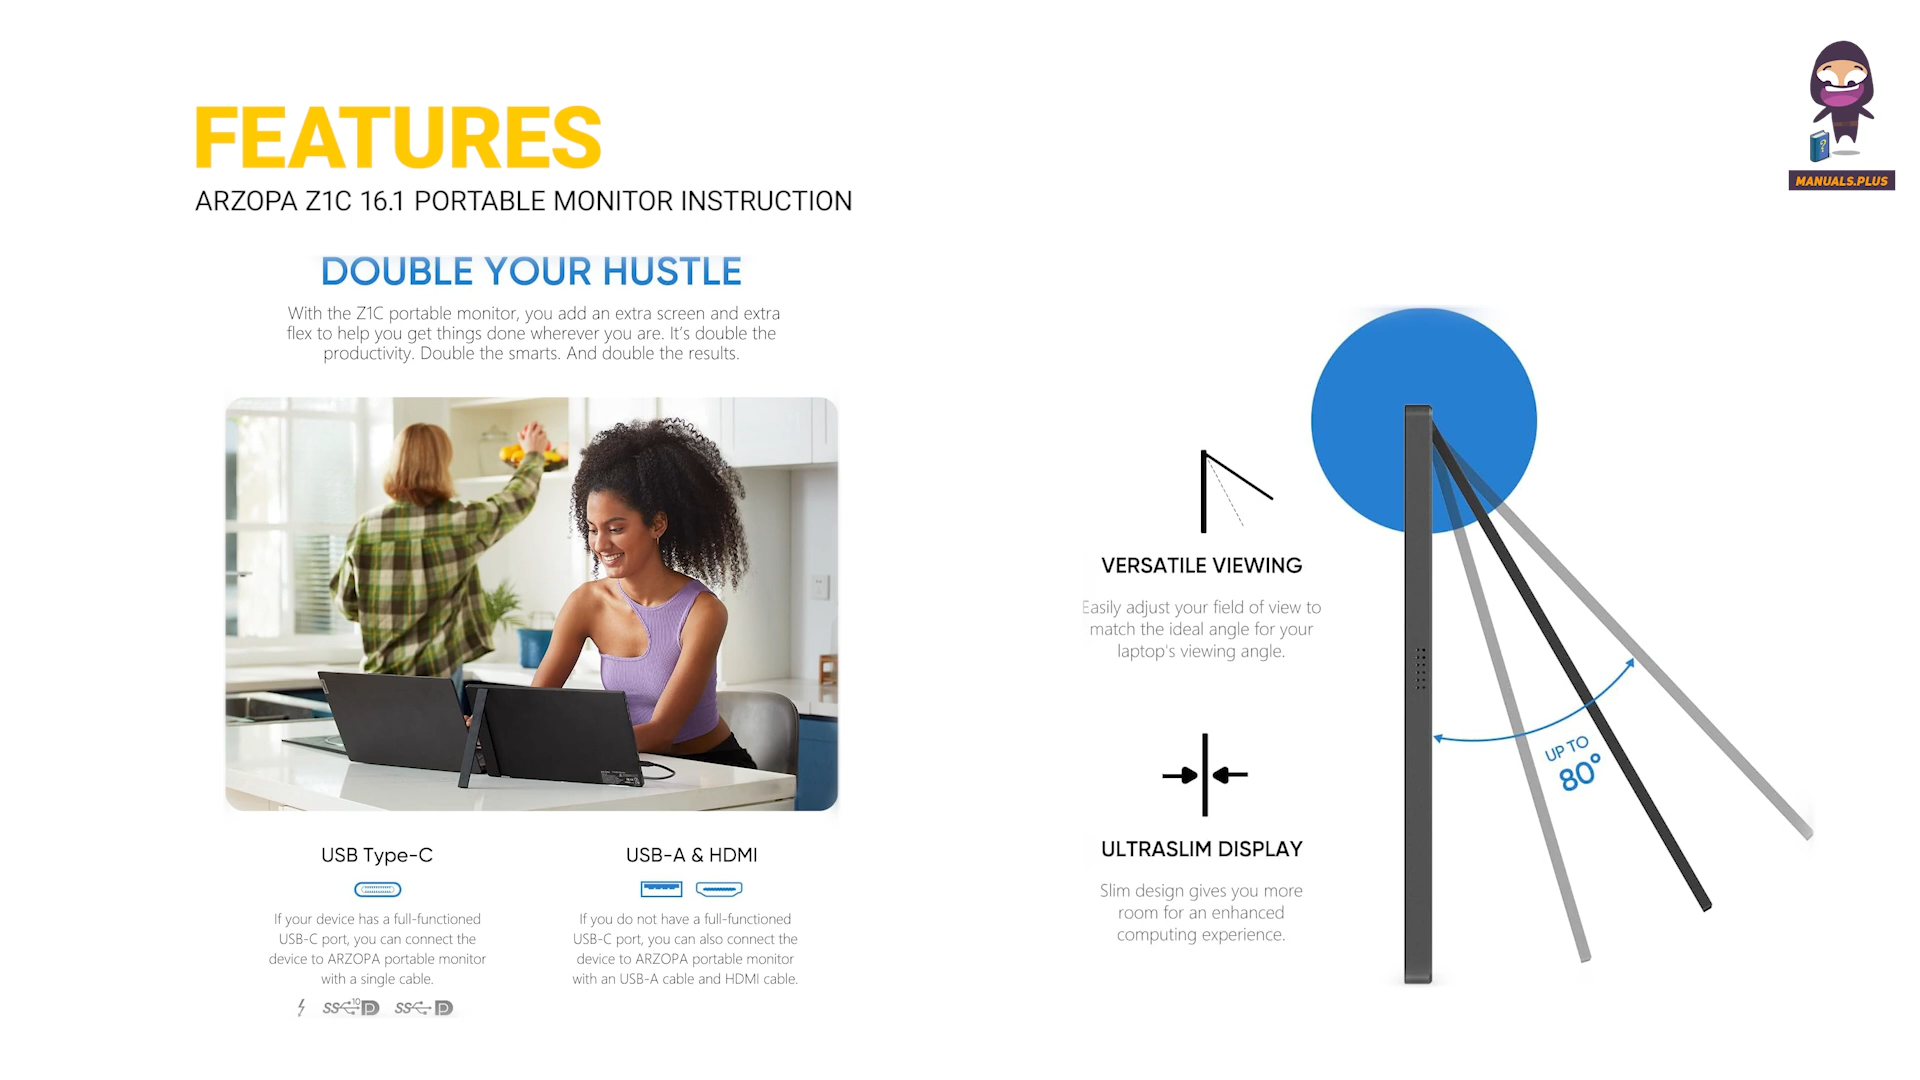 FEATURES
ARZOPA Z1C 16.1 PORTABLE MONITOR INSTRUCTION
MANUALS.PLUS
DOUBLE YOUR HUSTLE
With the Z1C portable monitor, you add an extra screen and extra
flex to help you get things done wherever you are. It’s double the
productivity. Double the smarts. And double the results.
USB Type-C
If your device has a full-functioned
USB-C port, you can connect the
device to ARZOPA portable monitor
with a single cable.
SS 10
SS
USB-A & HDMI
If you do not have a full-functioned
USB-C port, you can also connect the
device to ARZOPA portable monitor
with an USB-A cable and HDMI cable.
VERSATILE VIEWING
Easily adjust your field of view to
match the ideal angle for your
laptop's viewing angle.
ULTRASLIM DISPLAY
Slim design gives you more
room for an enhanced
computing experience.
UP TO
80°